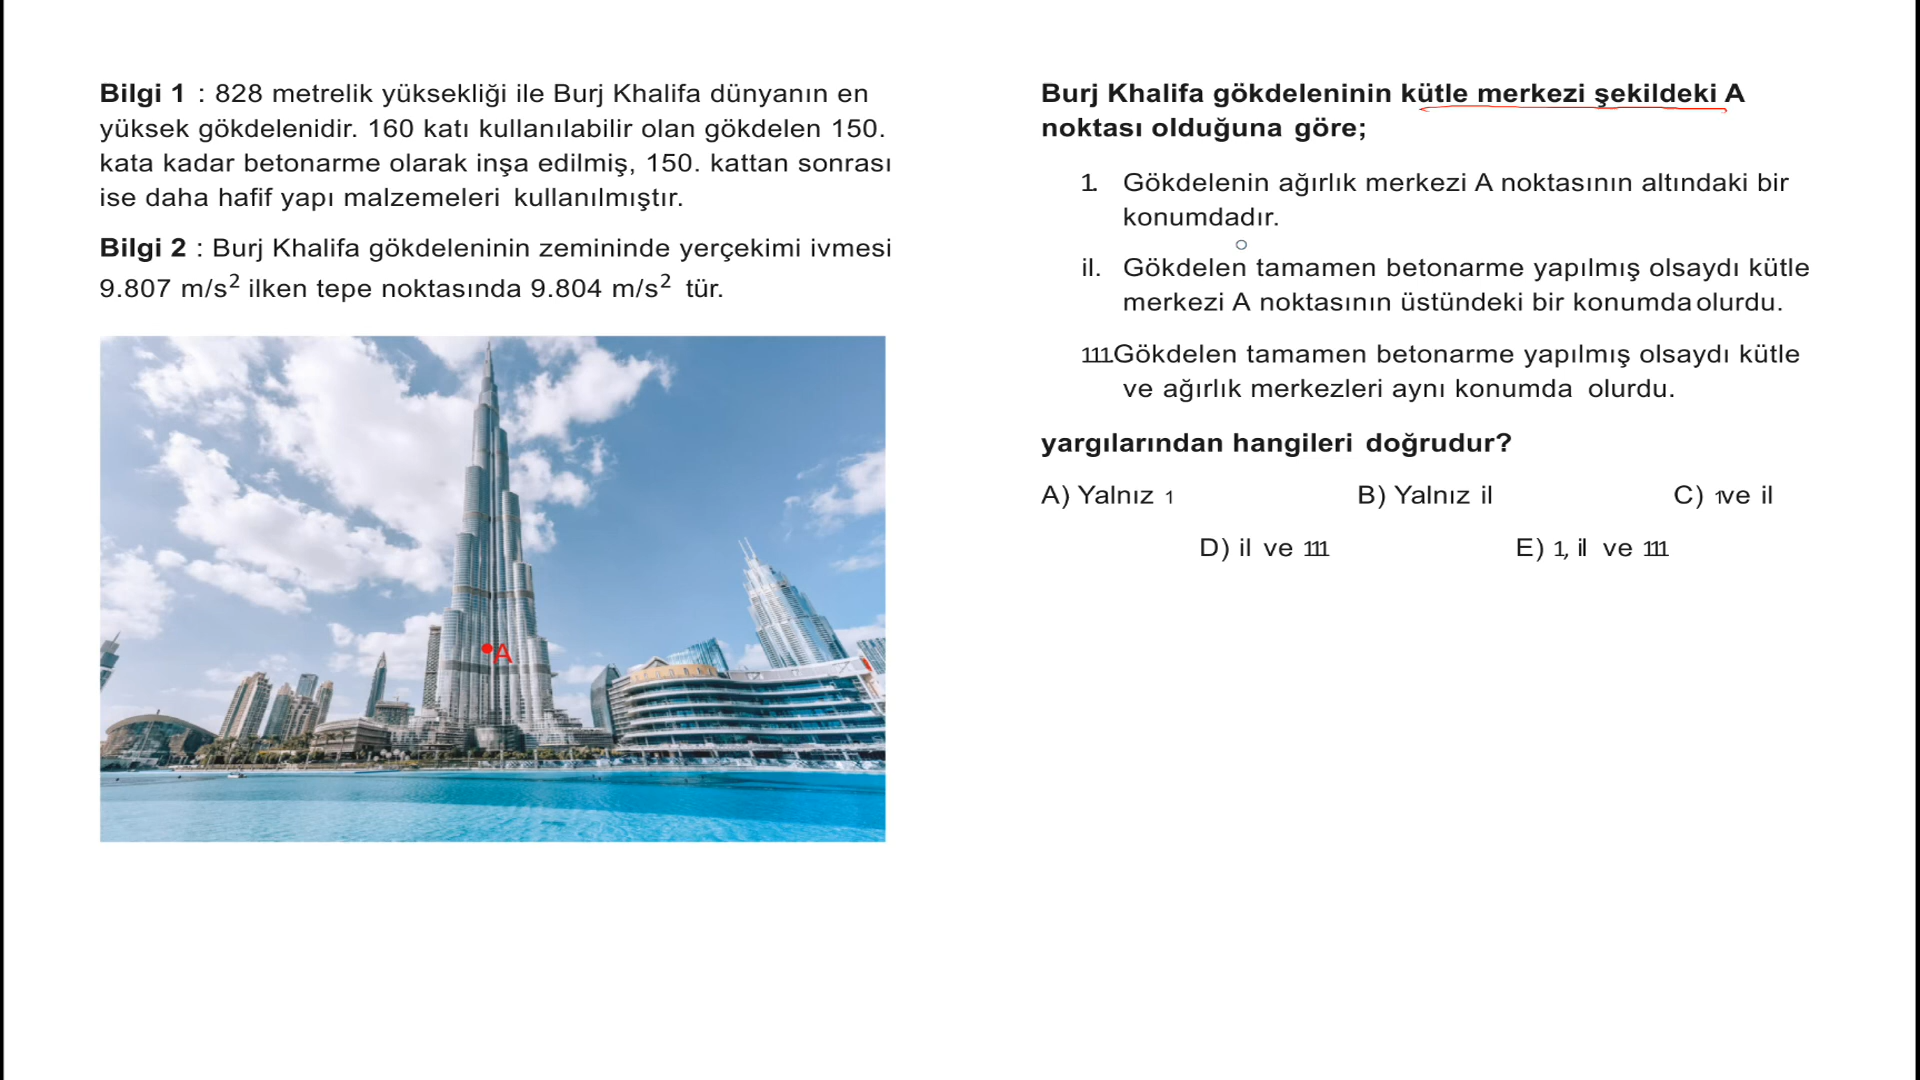 Bilgi 1 : 828 metrelik yüksekliği ile Burj Khalifa dünyanın en
yüksek gökdelenidir. 160 katı kullanılabilir olan gökdelen 150.
kata kadar betonarme olarak inşa edilmiş, 150. kattan sonrası
ise daha hafif yapı malzemeleri kullanılmıştır.
Bilgi 2 : Burj Khalifa gökdeleninin zemininde yerçekimi ivmesi
9.807 m/s² ilken tepe noktasında 9.804 m/s² tür.
A
Burj Khalifa gökdeleninin kütle merkezi şekildeki A
noktası olduğuna göre;
1. Gökdelenin ağırlık merkezi A noktasının altındaki bir
konumdadır.
il. Gökdelen tamamen betonarme yapılmış olsaydı kütle
merkezi A noktasının üstündeki bir konumda olurdu.
111.Gökdelen tamamen betonarme yapılmış olsaydı kütle
ve ağırlık merkezleri aynı konumda olurdu.
yargılarından hangileri doğrudur?
A) Yalnız 1 B) Yalnız il C) 1ve il
D) il ve 111 E) 1, il ve 111